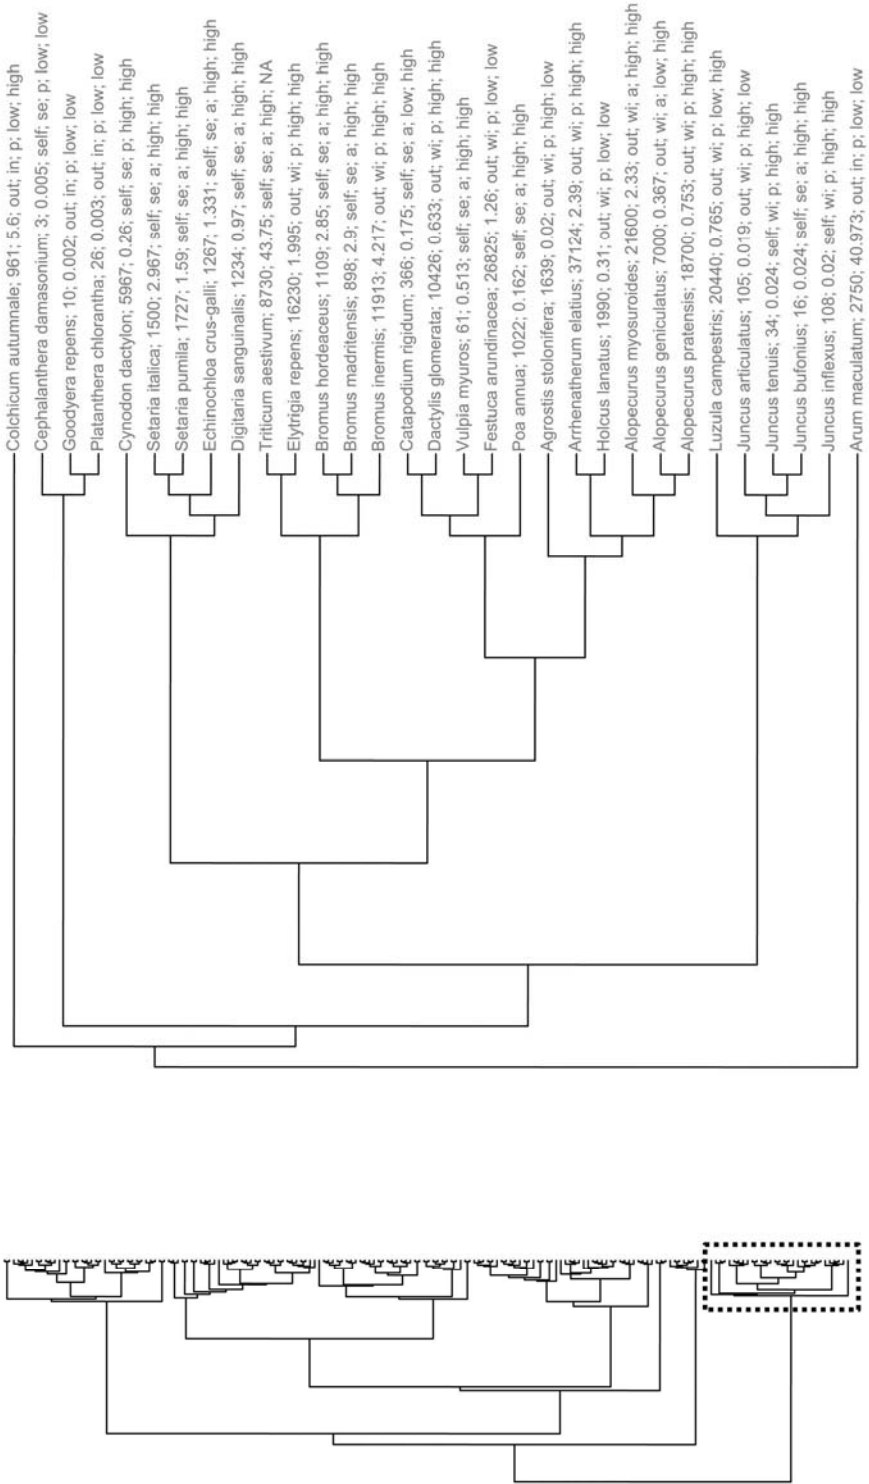 Colchicum autumnale; 961; 5.6; out; in; p; low; high
Cephalanthera damasonium; 3; 0.005; self; se; p; low; low
Goodyera repens; 10; 0.002; out; in; p; low; low
Platanthera chlorantha; 26; 0.003; out; in; p; low; low
Cynodon dactylon; 5967; 0.26; self; se; p; high; high
Setaria italica; 1500; 2.967; self; se; a; high; high
Setaria pumila; 1727; 1.59; self; se; a; high; high
Echinochloa crus-galli; 1267; 1.331; self; se; a; high; high
Digitaria sanguinalis; 1234; 0.97; self; se; a; high; high
Triticum aestivum; 8730; 43.75; self; se; a; high; NA
Elytrigia repens; 16230; 1.995; out; wi; p; high; high
Bromus hordeaceus; 1109; 2.85; self; se; a; high; high
Bromus madritensis; 898; 2.9; self; se; a; high; high
Bromus inermis; 11913; 4.217; out; wi; p; high; high
Catapodium rigidum; 366; 0.175; self; se; a; low; high
Dactylis glomerata; 10426; 0.633; out; wi; p; high; high
Vulpia myuros; 61; 0.513; self; se; a; high; high
Festuca arundinacea; 26825; 1.26; out; wi; p; low; low
Poa annua; 1022; 0.162; self; se; a; high; high
Agrostis stolonifera; 1639; 0.02; out; wi; p; high; low
Arrhenatherum elatius; 37124; 2.39; out; wi; p; high; high
Holcus lanatus; 1990; 0.31; out; wi; p; low; low
Alopecurus myosuroides; 21600; 2.33; out; wi; a; high; high
Alopecurus geniculatus; 7000; 0.367; out; wi; a; low; high
Alopecurus pratensis; 18700; 0.753; out; wi; p; high; high
Luzula campestris; 20440; 0.765; out; wi; p; low; high
Juncus articulatus; 105; 0.019; out; wi; p; high; low
Juncus tenuis; 34; 0.024; self; wi; p; high; high
Juncus bufonius; 16; 0.024; self; se; a; high; high
Juncus inflexus; 108; 0.02; self; wi; p; high; high
Arum maculatum; 2750; 40.973; out; in; p; low; low